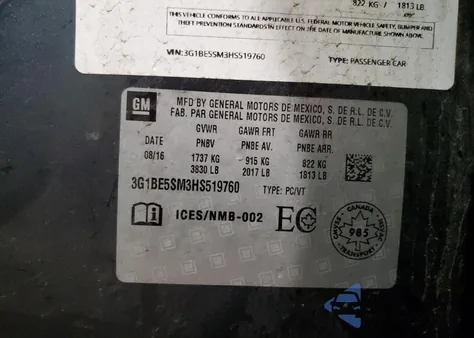 822 KG / 1813 LB
THIS VEHICLE CONFORMS TO ALL APPLICABLE U.S. FEDERAL MOTOR VEHICLE SAFETY, BUMPER AND
THEFT PREVENTION STANDARDS IN EFFECT ON THE DATE OF MANUFACTURE SHOWN ABOVE.
VIN: 3G1BE5SM3HS519760 TYPE: PASSENGER CAR
GM
MFD BY GENERAL MOTORS DE MEXICO, S. DE R.L. DE C.V.
FAB. PAR GENERAL MOTORS DE MEXICO, S. DE R.L. DE C.V.
GVWR GAWR FRT GAWR RR
DATE PNBV PNBE AV. PNBE ARR.
08/16 1737 KG 915 KG 822 KG
3830 LB 2017 LB 1813 LB
3G1BE5SM3HS519760 TYPE: PC/VT
ICES/NMB-002 EC
CANADA
985
TRANSPORT